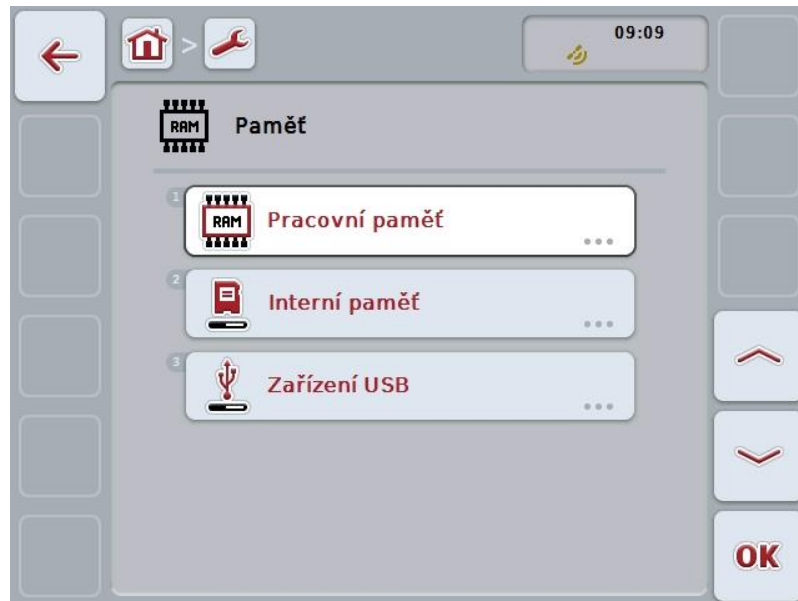 09:09
RAM
Paměť
1
RAM
Pracovní paměť
2
Interní paměť
3
Zařízení USB
OK